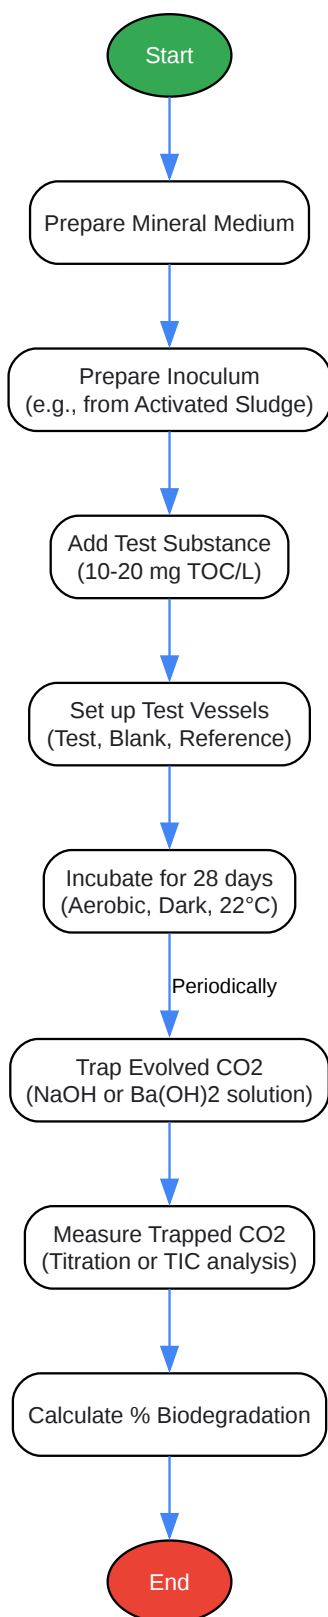 Start
Prepare Mineral Medium
Prepare Inoculum
(e.g., from Activated Sludge)
Add Test Substance
(10-20 mg TOC/L)
Set up Test Vessels
(Test, Blank, Reference)
Incubate for 28 days
(Aerobic, Dark, 22°C)
Periodically
Trap Evolved CO2
(NaOH or Ba(OH)2 solution)
Measure Trapped CO2
(Titration or TIC analysis)
Calculate % Biodegradation
End